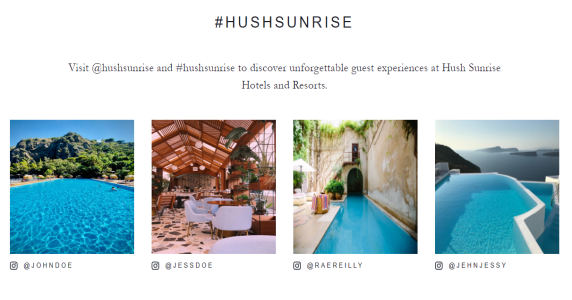 #HUSHSUNRISE
Visit @hushsunrise and #hushsunrise to discover unforgettable guest experiences at Hush Sunrise
Hotels and Resorts.
@JOHNDOE
@JESSDOE
@RAEREILLY
@JEHNJESSY